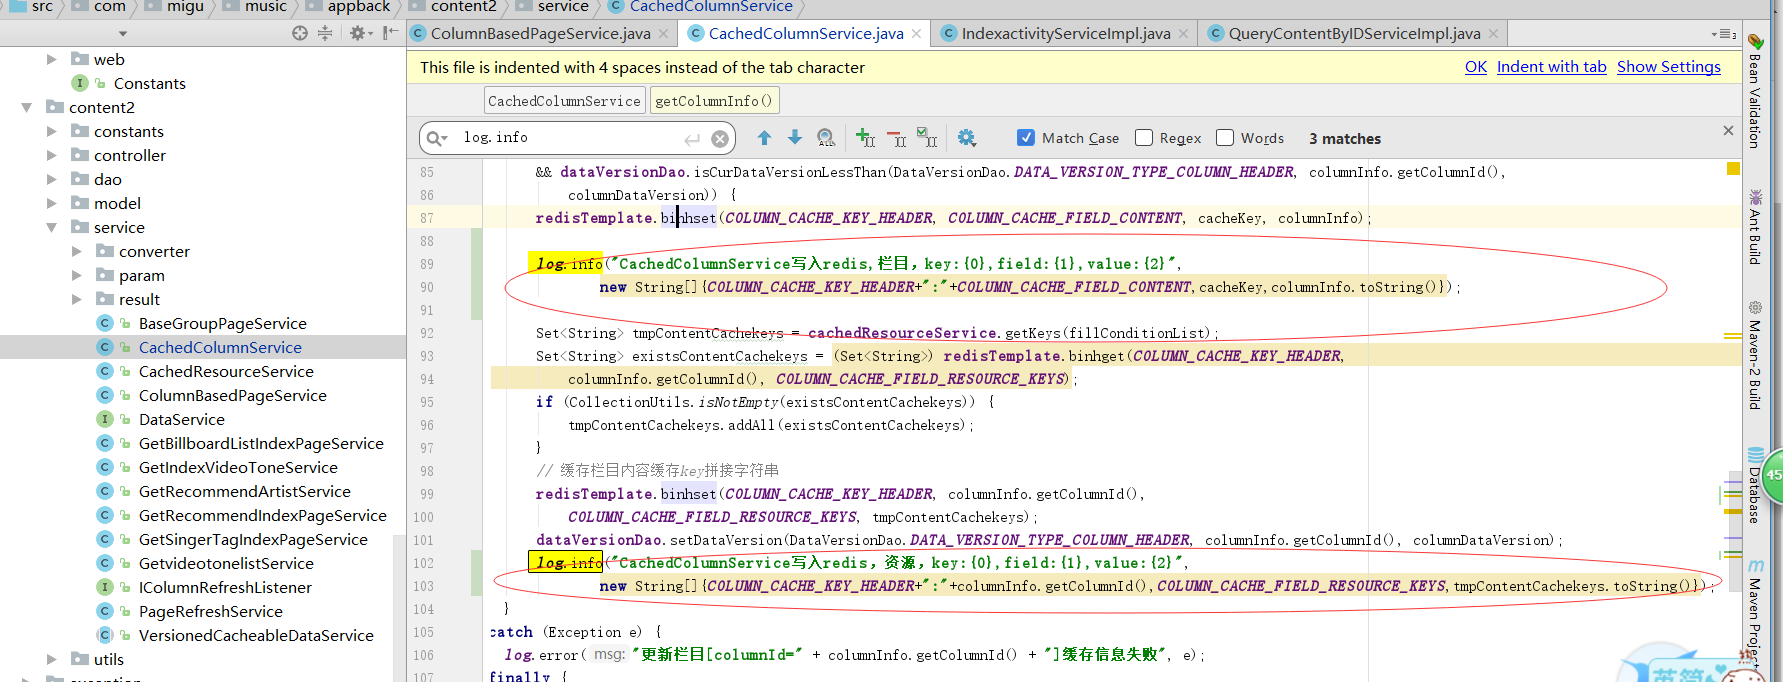 src com migu music appback content2 service CachedColumnService
ColumnBasedPageService.java CachedColumnService.java IndexactivityServiceImpl.java QueryContentByIDServiceImpl.java
This file is indented with 4 spaces instead of the tab character OK Indent with tab Show Settings
CachedColumnService getColumnInfo()
log.info Match Case Regex Words 3 matches
web
Constants
content2
constants
controller
dao
model
service
converter
param
result
BaseGroupPageService
CachedColumnService
CachedResourceService
ColumnBasedPageService
DataService
GetBillboardListIndexPageService
GetIndexVideoToneService
GetRecommendArtistService
GetRecommendIndexPageService
GetSingerTagIndexPageService
GetvideotonelistService
IColumnRefreshListener
PageRefreshService
VersionedCacheableDataService
utils
exception
85 && dataVersionDao.isCurDataVersionLessThan(DataVersionDao.DATA_VERSION_TYPE_COLUMN_HEADER, columnInfo.getColumnId(),
86 columnDataVersion)) {
87 redisTemplate.binhset(COLUMN_CACHE_KEY_HEADER, COLUMN_CACHE_FIELD_CONTENT, cacheKey, columnInfo);
88
89 log.info("CachedColumnService写入redis,栏目，key:{0},field:{1},value:{2}",
90 new String[]{COLUMN_CACHE_KEY_HEADER+":"+COLUMN_CACHE_FIELD_CONTENT,cacheKey,columnInfo.toString()});
91
92 Set<String> tmpContentCachekeys = cachedResourceService.getKeys(fillConditionList);
93 Set<String> existsContentCachekeys = (Set<String>) redisTemplate.binhget(COLUMN_CACHE_KEY_HEADER,
94 columnInfo.getColumnId(), COLUMN_CACHE_FIELD_RESOURCE_KEYS);
95 if (CollectionUtils.isNotEmpty(existsContentCachekeys)) {
96 tmpContentCachekeys.addAll(existsContentCachekeys);
97 }
98 // 缓存栏目内容缓存key拼接字符串
99 redisTemplate.binhset(COLUMN_CACHE_KEY_HEADER, columnInfo.getColumnId(),
100 COLUMN_CACHE_FIELD_RESOURCE_KEYS, tmpContentCachekeys);
101 dataVersionDao.setDataVersion(DataVersionDao.DATA_VERSION_TYPE_COLUMN_HEADER, columnInfo.getColumnId(), columnDataVersion);
102 log.info("CachedColumnService写入redis，资源，key:{0},field:{1},value:{2}",
103 new String[]{COLUMN_CACHE_KEY_HEADER+":"+columnInfo.getColumnId(),COLUMN_CACHE_FIELD_RESOURCE_KEYS,tmpContentCachekeys.toString()});
104 }
105 catch (Exception e) {
106 log.error( msg: "更新栏目[columnId=" + columnInfo.getColumnId() + "]缓存信息失败", e);
107 finally {
Bean Validation
Ant Build
Maven-2 Build
Database
Maven Project
45
英简